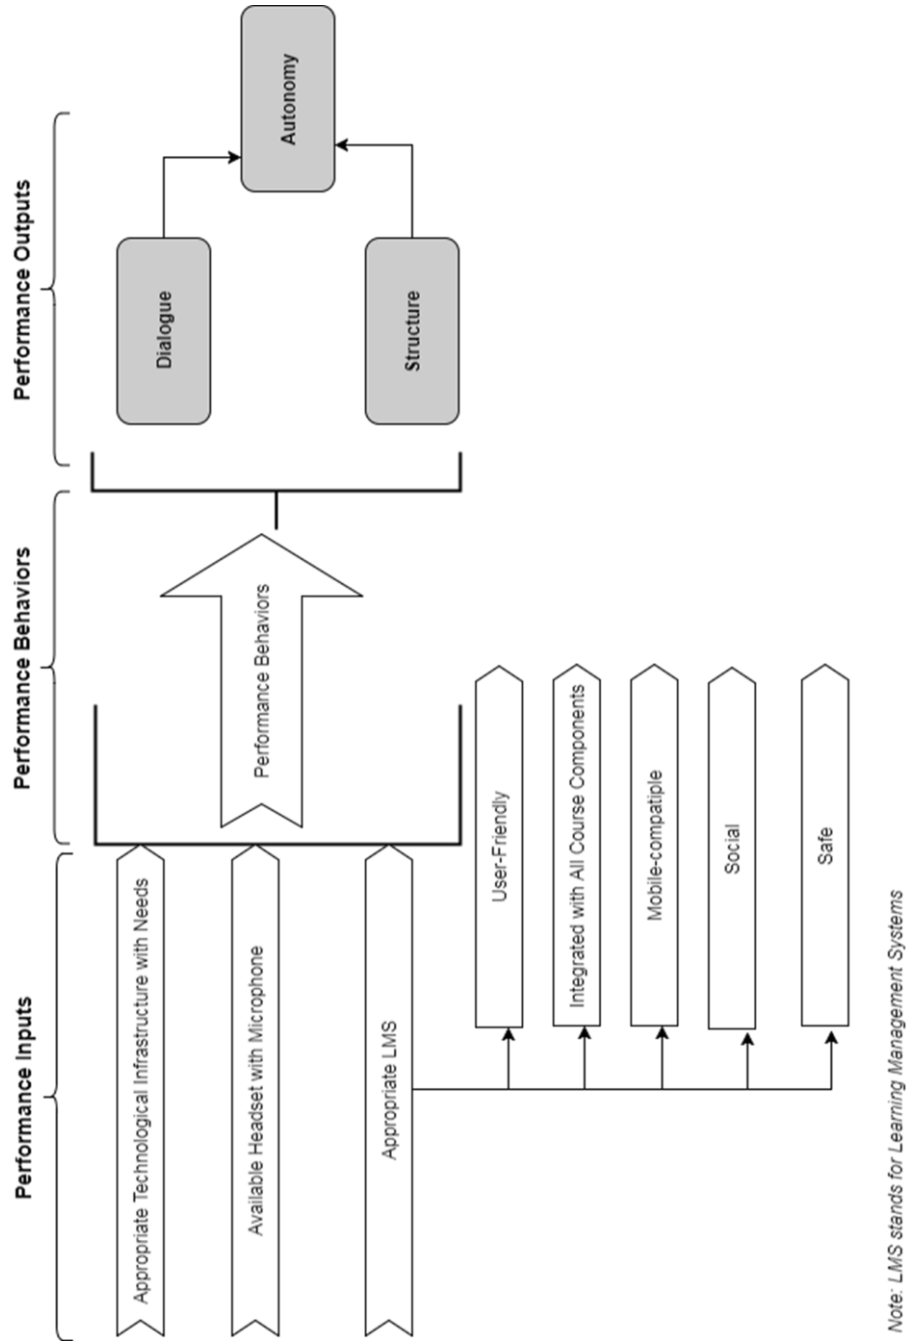 Performance Inputs
Performance Behaviors
Performance Outputs
Appropriate Technological Infrastructure with Needs
Available Headset with Microphone
Appropriate LMS
Performance Behaviors
Dialogue
Autonomy
Structure
User-Friendly
Integrated with All Course Components
Mobile-compatiple
Social
Safe
Note: LMS stands for Learning Management Systems